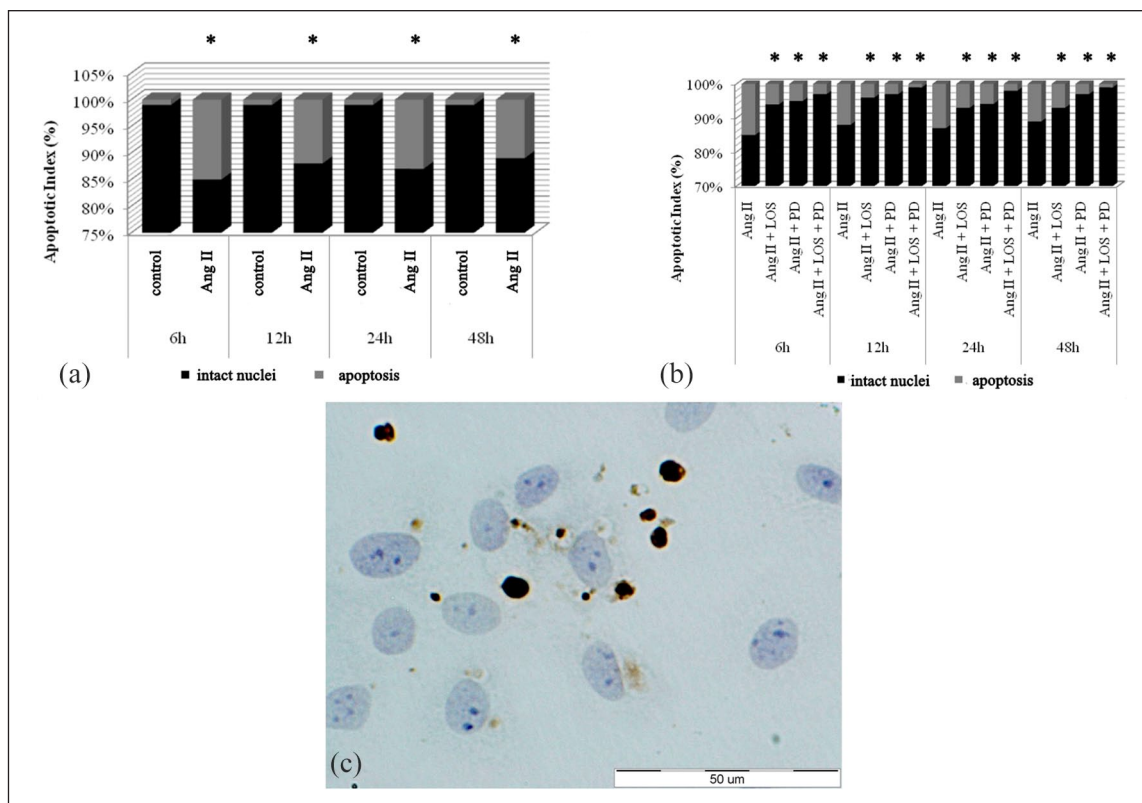 * * * *
105%
100%
95%
90%
85%
80%
75%
Apoptotic Index (%)
control
Ang II
control
Ang II
control
Ang II
control
Ang II
6h 12h 24h 48h
(a)
intact nuclei apoptosis
* * * * * * * * * * * *
100%
90%
80%
70%
Apoptotic Index (%)
Ang II
Ang II + LOS
Ang II + PD
Ang II + LOS + PD
Ang II
Ang II + LOS
Ang II + PD
Ang II + LOS + PD
Ang II
Ang II + LOS
Ang II + PD
Ang II + LOS + PD
Ang II
Ang II + LOS
Ang II + PD
Ang II + LOS + PD
6h 12h 24h 48h
(b)
intact nuclei apoptosis
(c)
50 um